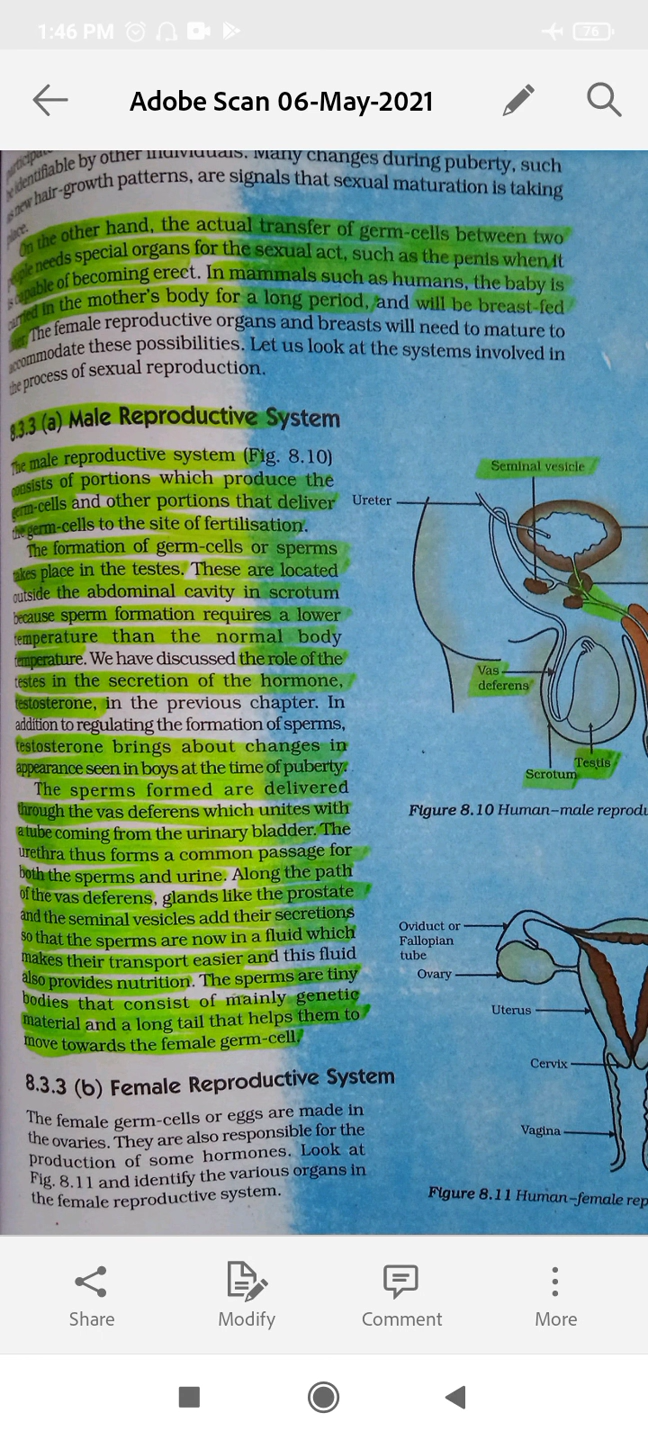 1:46 PM
76
Adobe Scan 06-May-2021
identifiable by other individuals. Many changes during puberty, such
new hair-growth patterns, are signals that sexual maturation is taking
place.
On the other hand, the actual transfer of germ-cells between two
people needs special organs for the sexual act, such as the penis when it
is capable of becoming erect. In mammals such as humans, the baby is
carried in the mother's body for a long period, and will be breast-fed
The female reproductive organs and breasts will need to mature to
accommodate these possibilities. Let us look at the systems involved in
the process of sexual reproduction.
8.3.3 (a) Male Reproductive System
The male reproductive system (Fig. 8.10)
consists of portions which produce the
germ-cells and other portions that deliver
the germ-cells to the site of fertilisation.
The formation of germ-cells or sperms
takes place in the testes. These are located
outside the abdominal cavity in scrotum
because sperm formation requires a lower
temperature than the normal body
temperature. We have discussed the role of the
testes in the secretion of the hormone,
testosterone, in the previous chapter. In
addition to regulating the formation of sperms,
testosterone brings about changes in
appearance seen in boys at the time of puberty.
The sperms formed are delivered
through the vas deferens which unites with
a tube coming from the urinary bladder. The
urethra thus forms a common passage for
both the sperms and urine. Along the path
of the vas deferens, glands like the prostate
and the seminal vesicles add their secretions
so that the sperms are now in a fluid which
makes their transport easier and this fluid
also provides nutrition. The sperms are tiny
bodies that consist of mainly genetic
material and a long tail that helps them to
move towards the female germ-cell.
8.3.3 (b) Female Reproductive System
The female germ-cells or eggs are made in
the ovaries. They are also responsible for the
production of some hormones. Look at
Fig. 8.11 and identify the various organs in
the female reproductive system.
Seminal vesicle
Ureter
Vas
deferens
Testis
Scrotum
Figure 8.10 Human–male reprodu
Oviduct or
Fallopian
tube
Ovary
Uterus
Cervix
Vagina
Figure 8.11 Human–female rep
Share
Modify
Comment
More